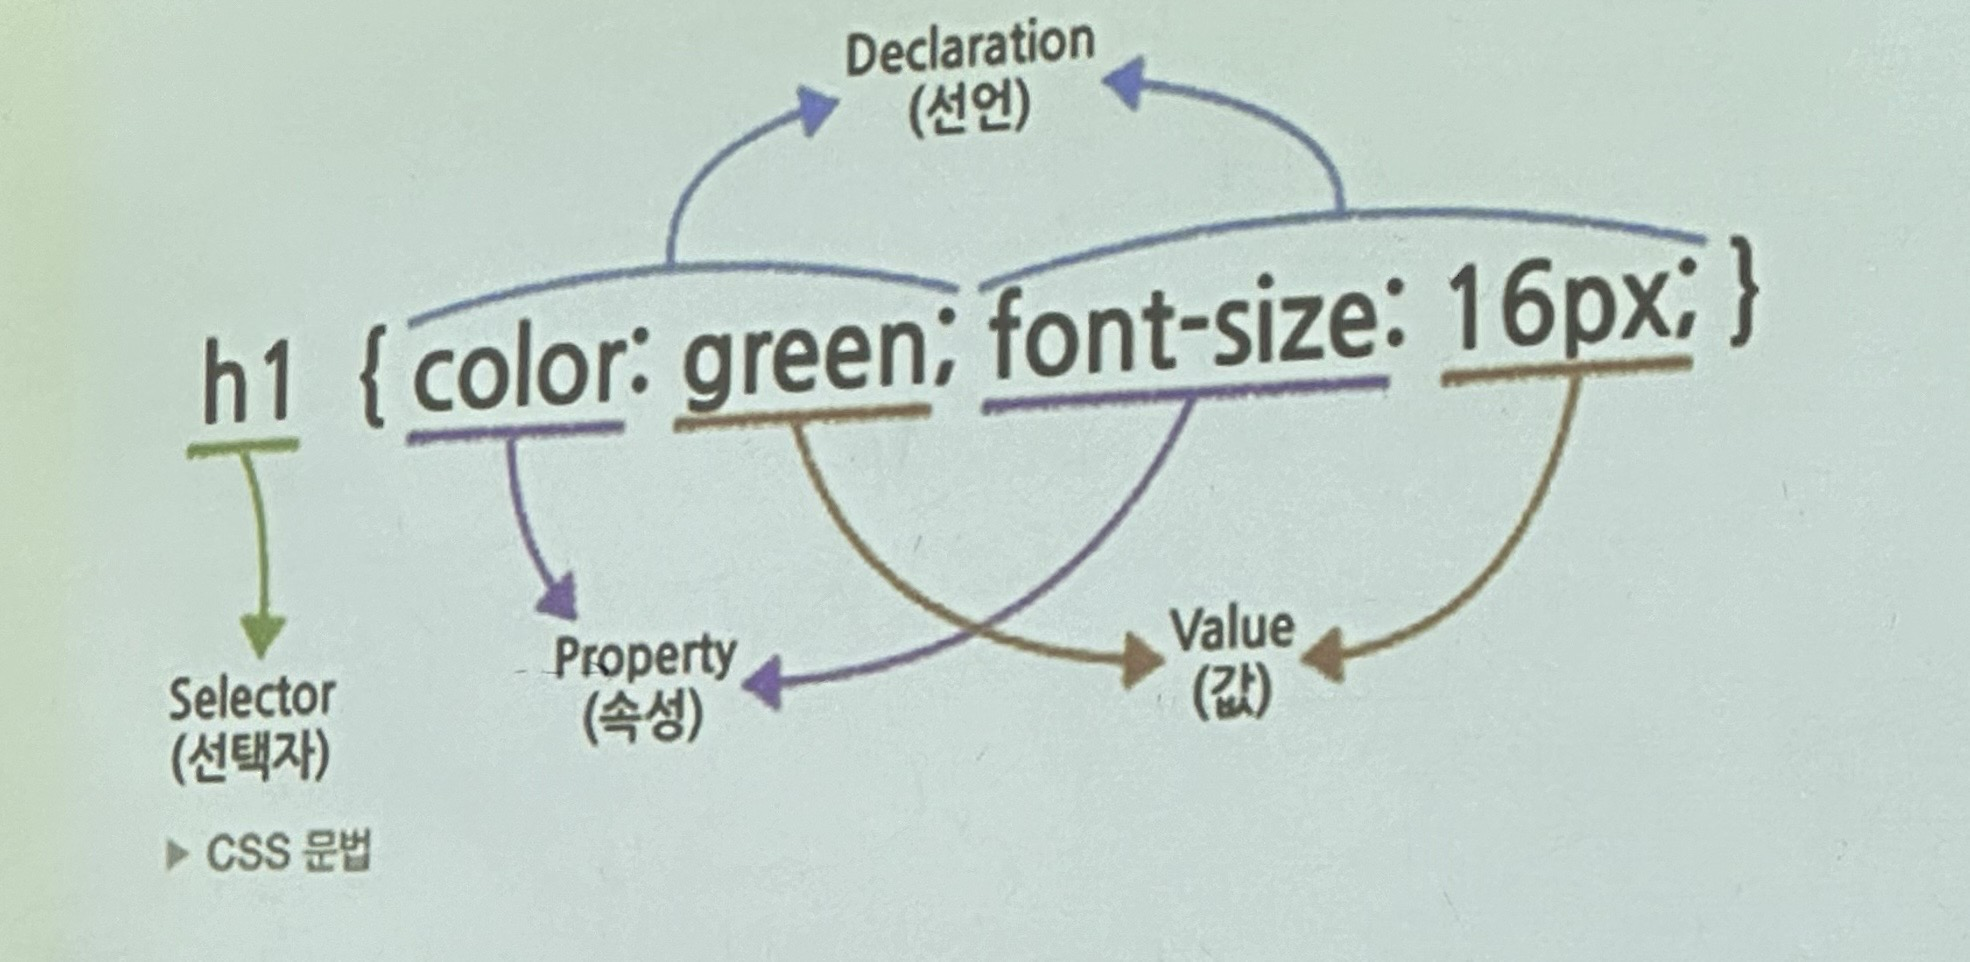 Declaration
(선언)
h1 { color: green; font-size: 16px; }
Property
(속성)
Value
(값)
Selector
(선택자)
▶ CSS 문법